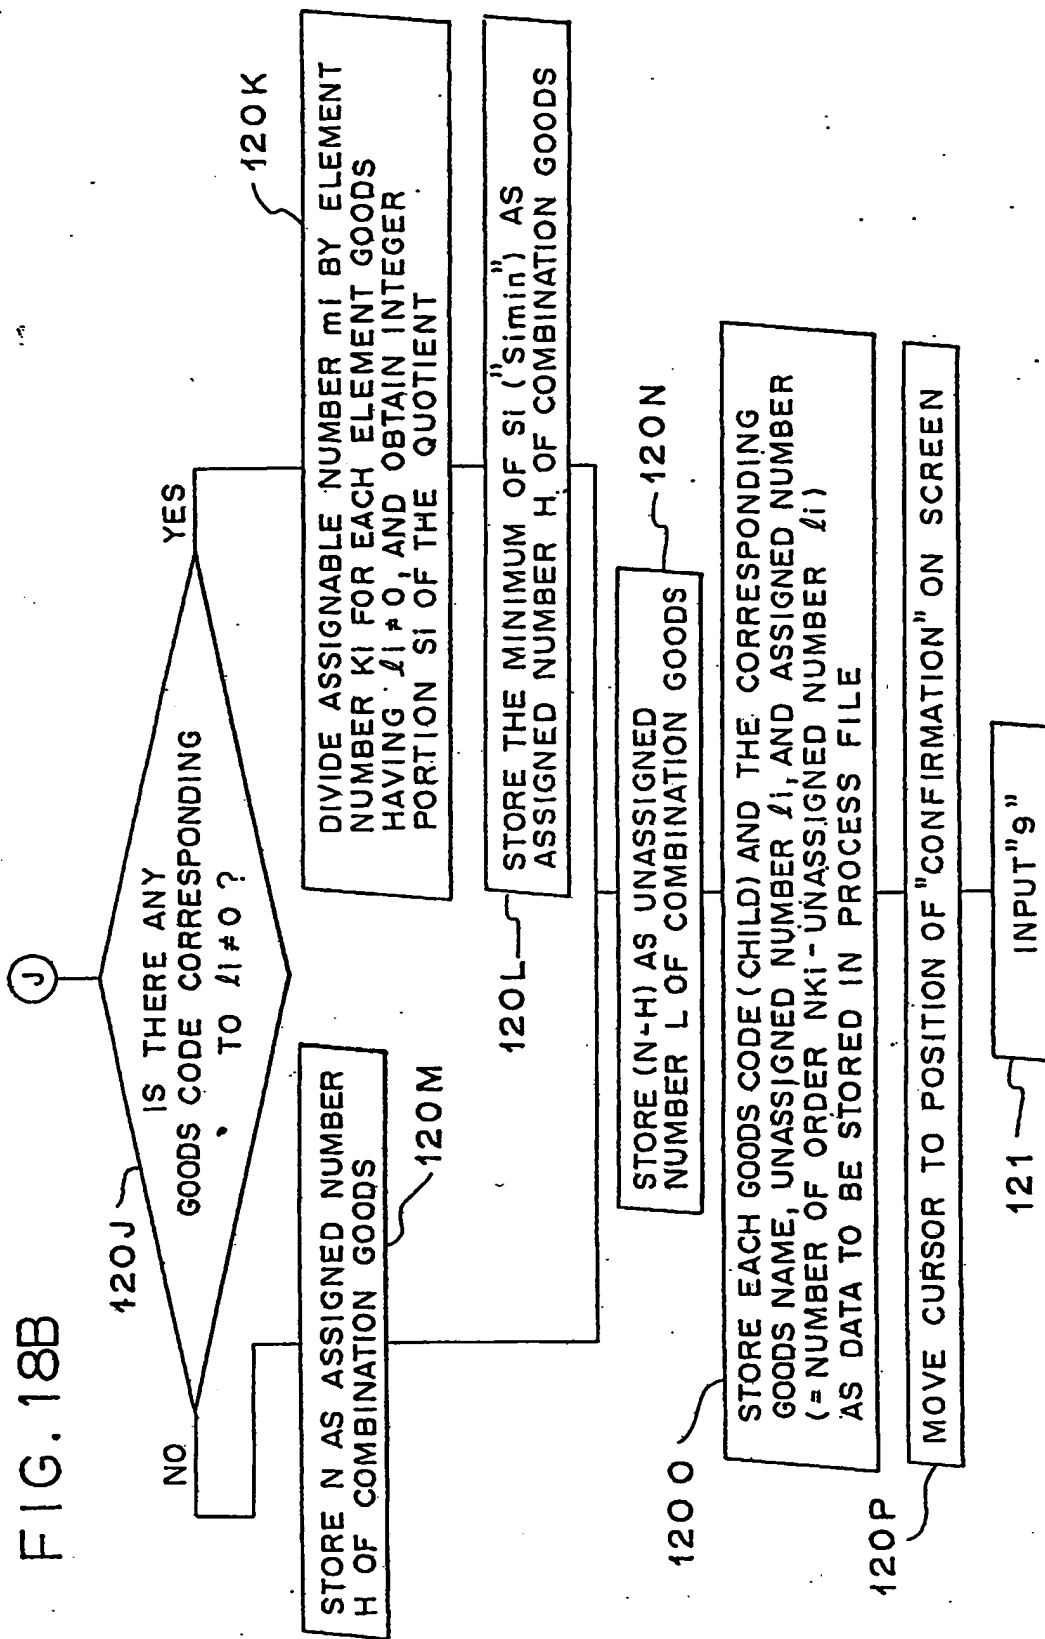 FIG. 18B
J
120J
IS THERE ANY
GOODS CODE CORRESPONDING
TO ℓi≠0 ?
NO
YES
120K
DIVIDE ASSIGNABLE NUMBER mi BY ELEMENT
NUMBER Ki FOR EACH ELEMENT GOODS
HAVING ℓi≠0, AND OBTAIN INTEGER
PORTION Si OF THE QUOTIENT
STORE N AS ASSIGNED NUMBER
H OF COMBINATION GOODS
120M
120L
STORE THE MINIMUM OF Si ("Simin") AS
ASSIGNED NUMBER H OF COMBINATION GOODS
120N
STORE (N-H) AS UNASSIGNED
NUMBER L OF COMBINATION GOODS
120O
STORE EACH GOODS CODE (CHILD) AND THE CORRESPONDING
GOODS NAME, UNASSIGNED NUMBER ℓi, AND ASSIGNED NUMBER
(= NUMBER OF ORDER NKi - UNASSIGNED NUMBER ℓi)
AS DATA TO BE STORED IN PROCESS FILE
120P
MOVE CURSOR TO POSITION OF "CONFIRMATION" ON SCREEN
121
INPUT "9"